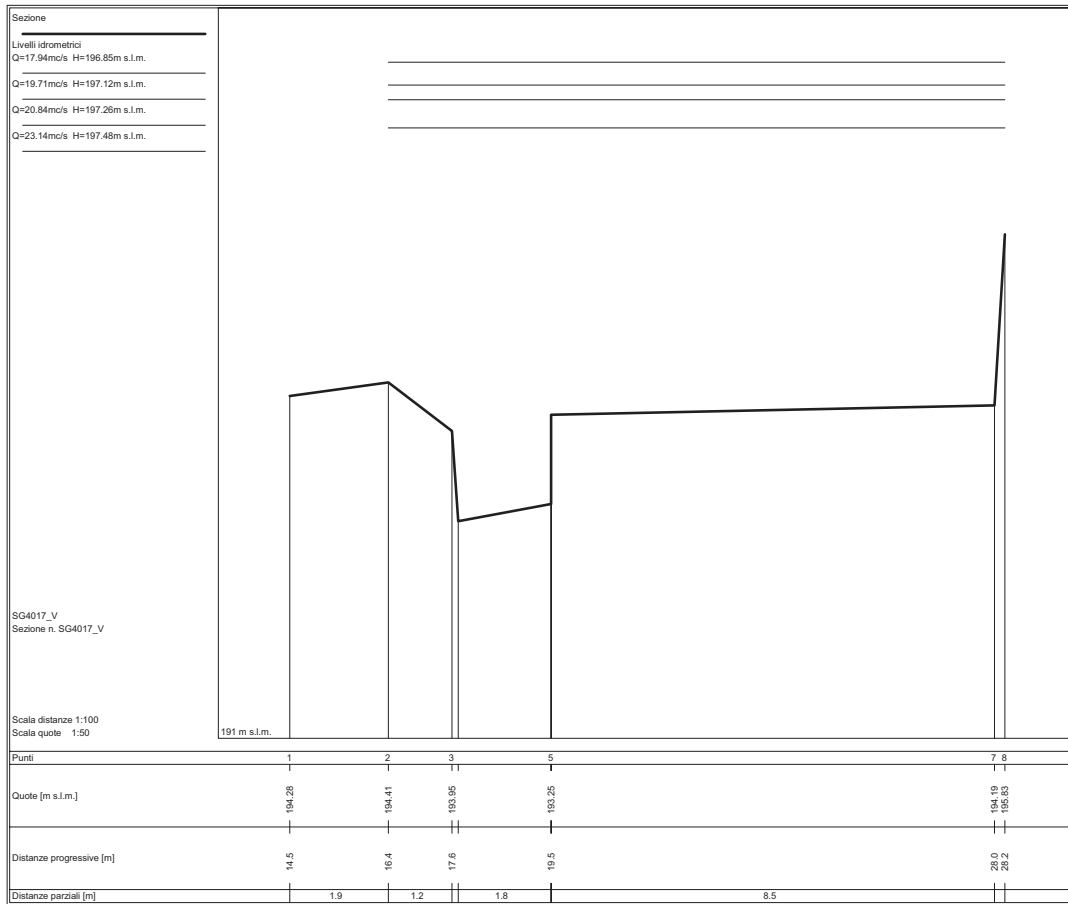 Sezione
Livelli idrometrici
Q=17.94mc/s H=196.85m s.l.m.
Q=19.71mc/s H=197.12m s.l.m.
Q=20.84mc/s H=197.26m s.l.m.
Q=23.14mc/s H=197.48m s.l.m.
SG4017_V
Sezione n. SG4017_V
Scala distanze 1:100
Scala quote 1:50
191 m s.l.m.
Punti 1 2 3 5 7 8
Quote [m s.l.m.] 194.28 194.41 193.95 193.25 194.19 195.83
Distanze progressive [m] 14.5 16.4 17.6 19.5 28.0 28.2
Distanze parziali [m] 1.9 1.2 1.8 8.5